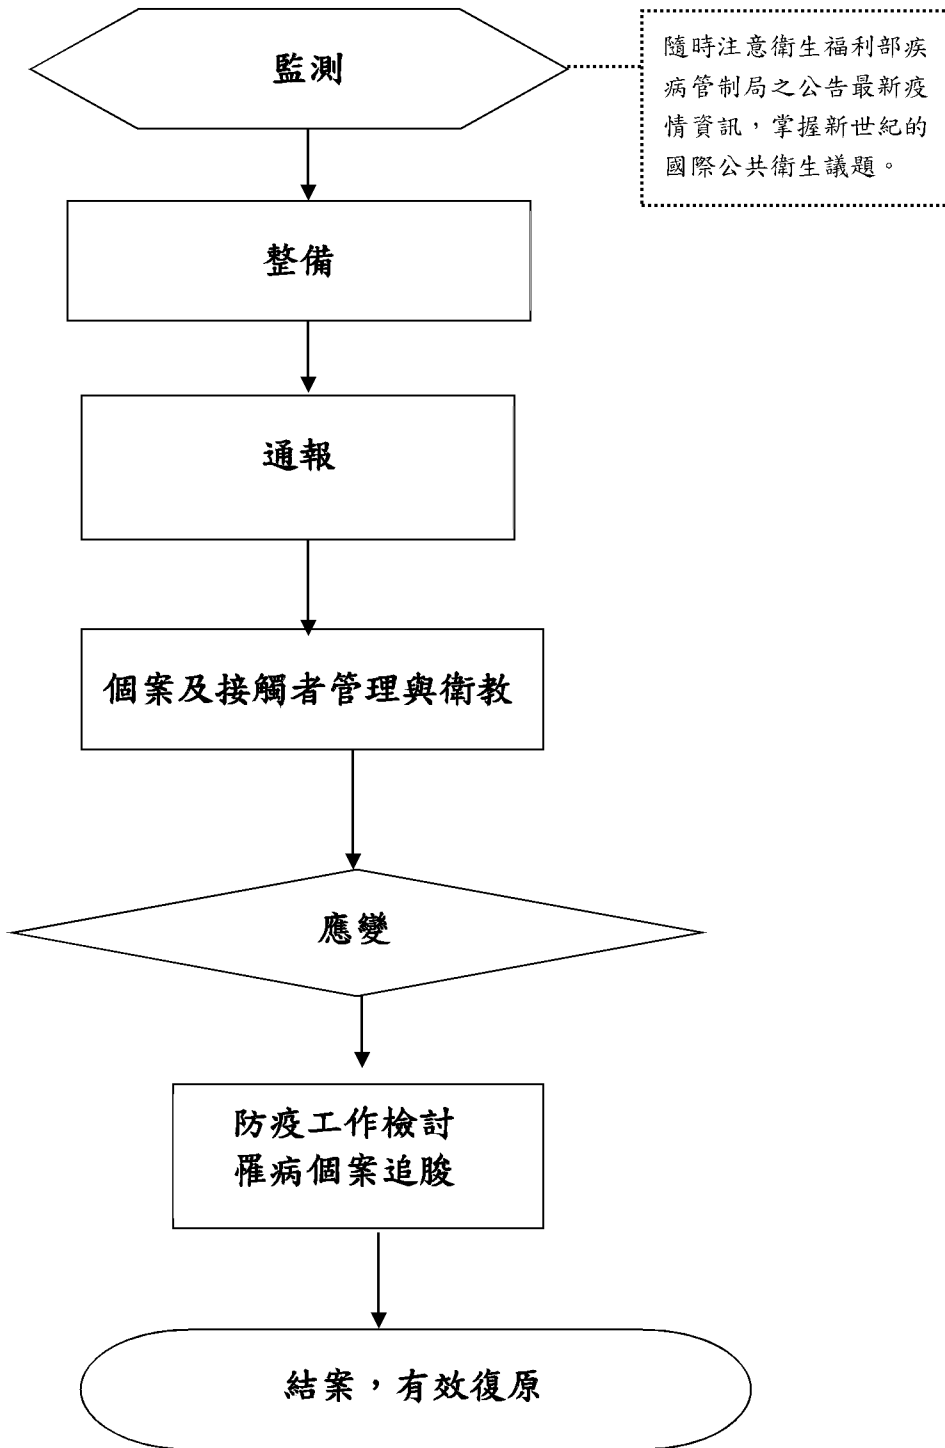 監測
隨時注意衛生福利部疾
病管制局之公告最新疫
情資訊，掌握新世紀的
國際公共衛生議題。
整備
通報
個案及接觸者管理與衛教
應變
防疫工作檢討
罹病個案追朘
結案，有效復原